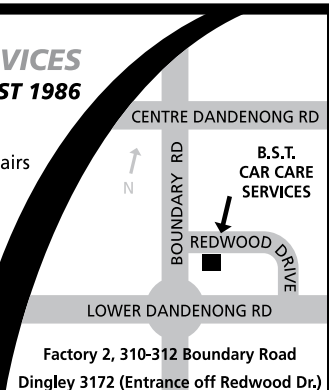 VICES
ST 1986
CENTRE DANDENONG RD
airs
B.S.T.
CAR CARE
SERVICES
N
BOUNDARY RD
REDWOOD DRIVE
LOWER DANDENONG RD
Factory 2, 310-312 Boundary Road
Dingley 3172 (Entrance off Redwood Dr.)